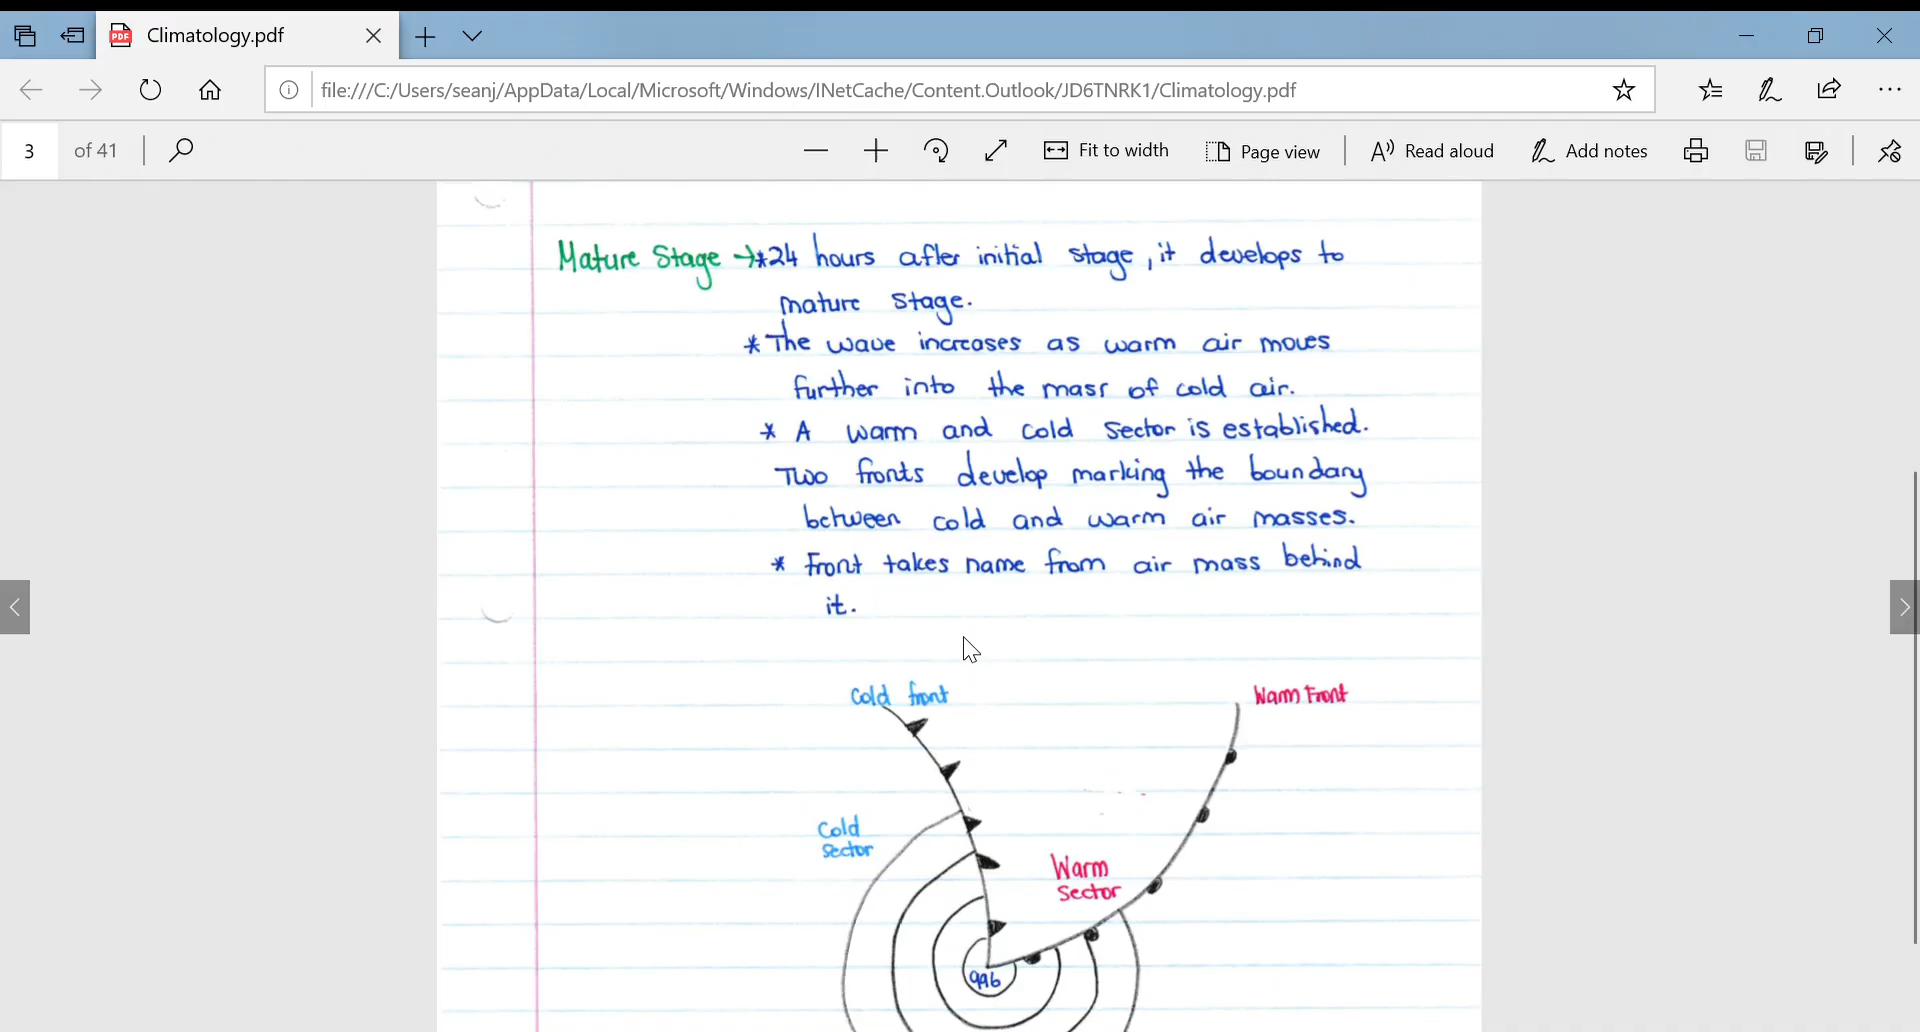 Climatology.pdf
file:///C:/Users/seanj/AppData/Local/Microsoft/Windows/INetCache/Content.Outlook/JD6TNRK1/Climatology.pdf
3 of 41 Fit to width Page view Read aloud Add notes
Mature Stage → *24 hours after initial stage, it develops to
mature stage.
* The wave increases as warm air moves
further into the mass of cold air.
* A warm and cold sector is established.
Two fronts develop marking the boundary
between cold and warm air masses.
* Front takes name from air mass behind
it.
Cold front
Warm Front
Cold
sector
Warm
sector
996